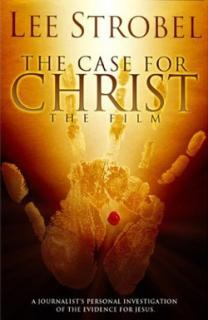 LEE STROBEL
THE CASE FOR
CHRIST
THE FILM
A JOURNALIST'S PERSONAL INVESTIGATION
OF THE EVIDENCE FOR JESUS.